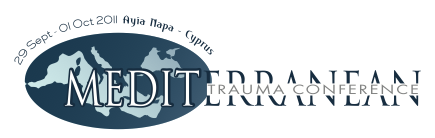 29 Sept - 01 Oct 2011 Ayia Napa - Cyprus
MEDITERRANEAN
TRAUMA CONFERENCE